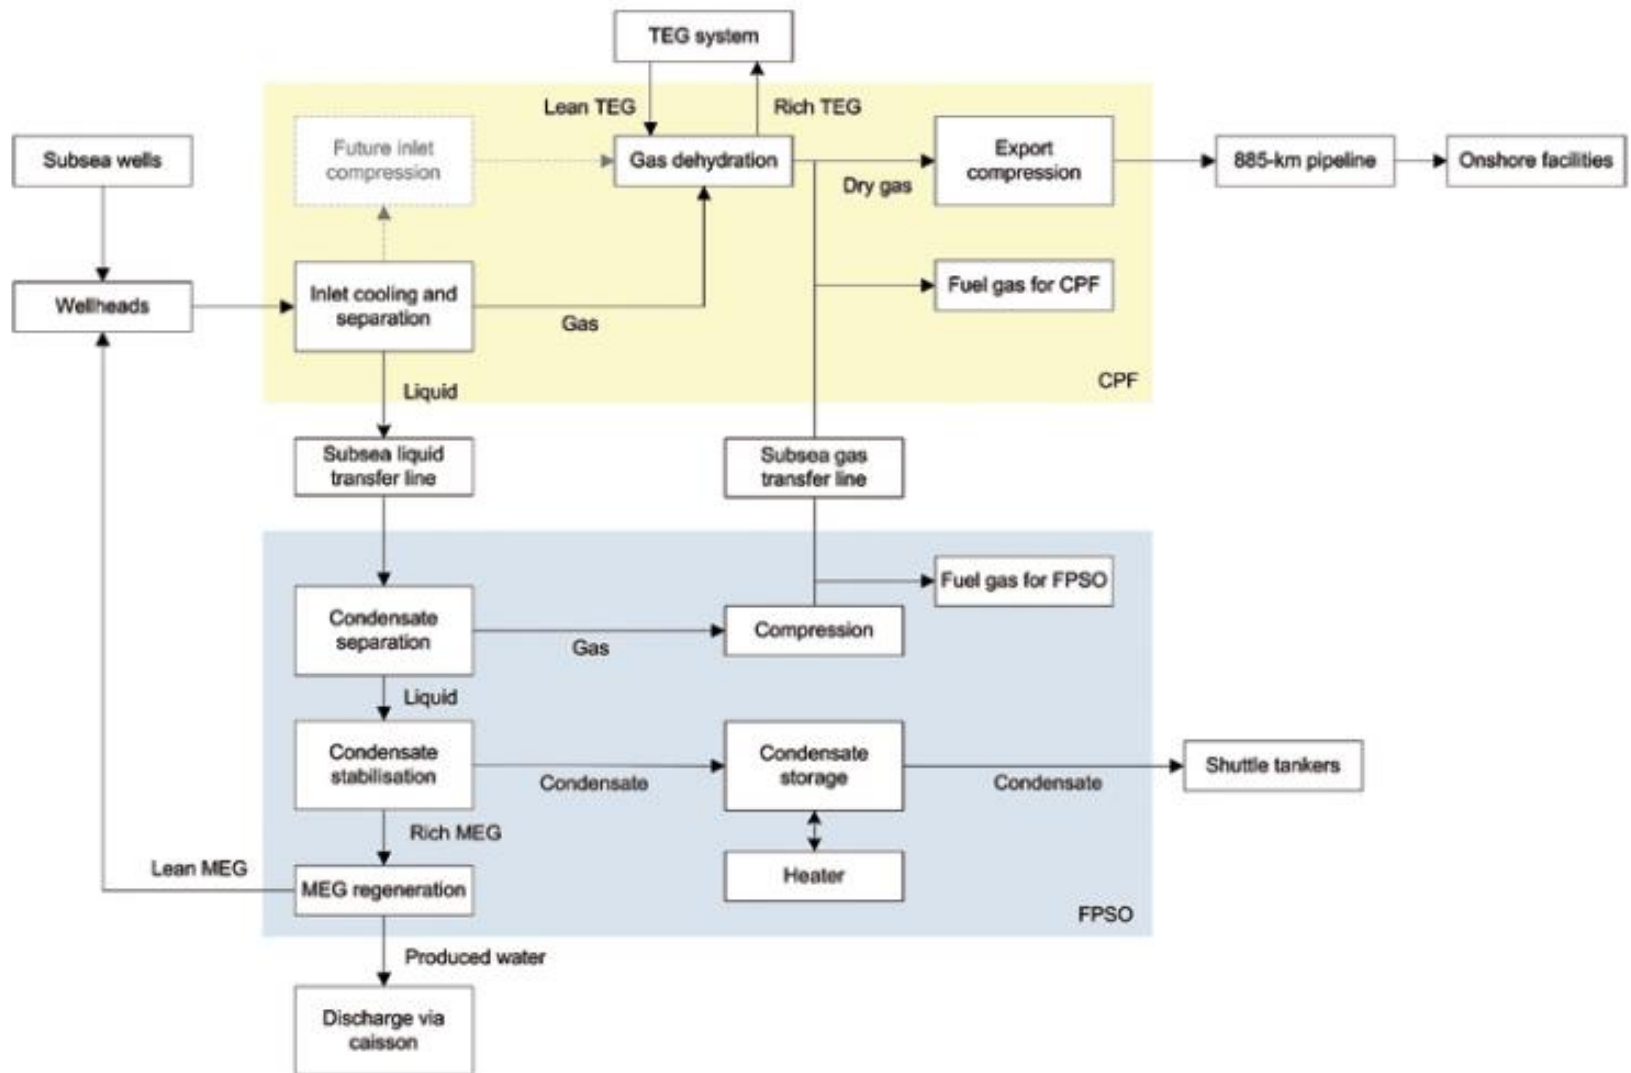 TEG system
Lean TEG
Rich TEG
Subsea wells
Future inlet
compression
Gas dehydration
Export
compression
885-km pipeline
Onshore facilities
Dry gas
Wellheads
Inlet cooling and
separation
Gas
Fuel gas for CPF
CPF
Liquid
Subsea liquid
transfer line
Subsea gas
transfer line
Condensate
separation
Gas
Compression
Fuel gas for FPSO
Liquid
Condensate
stabilisation
Condensate
Condensate
storage
Condensate
Shuttle tankers
Rich MEG
Lean MEG
MEG regeneration
Heater
FPSO
Produced water
Discharge via
caisson